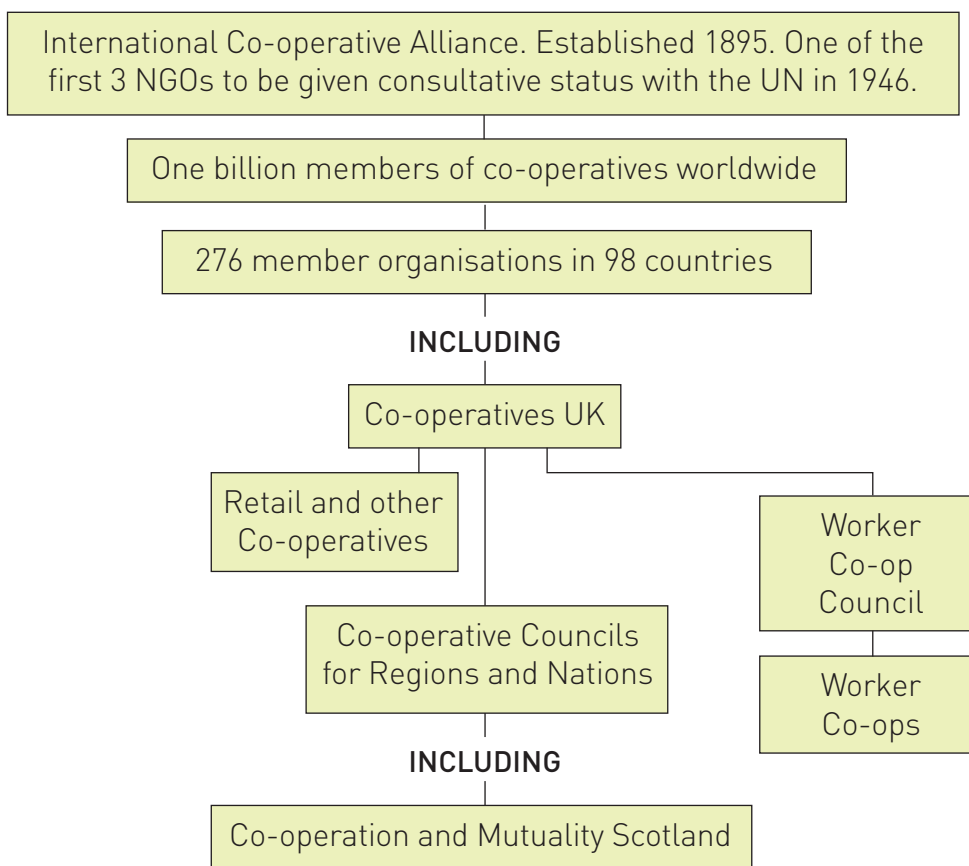 International Co-operative Alliance. Established 1895. One of the
first 3 NGOs to be given consultative status with the UN in 1946.
One billion members of co-operatives worldwide
276 member organisations in 98 countries
INCLUDING
Co-operatives UK
Retail and other
Co-operatives
Worker
Co-op
Council
Co-operative Councils
for Regions and Nations
Worker
Co-ops
INCLUDING
Co-operation and Mutuality Scotland